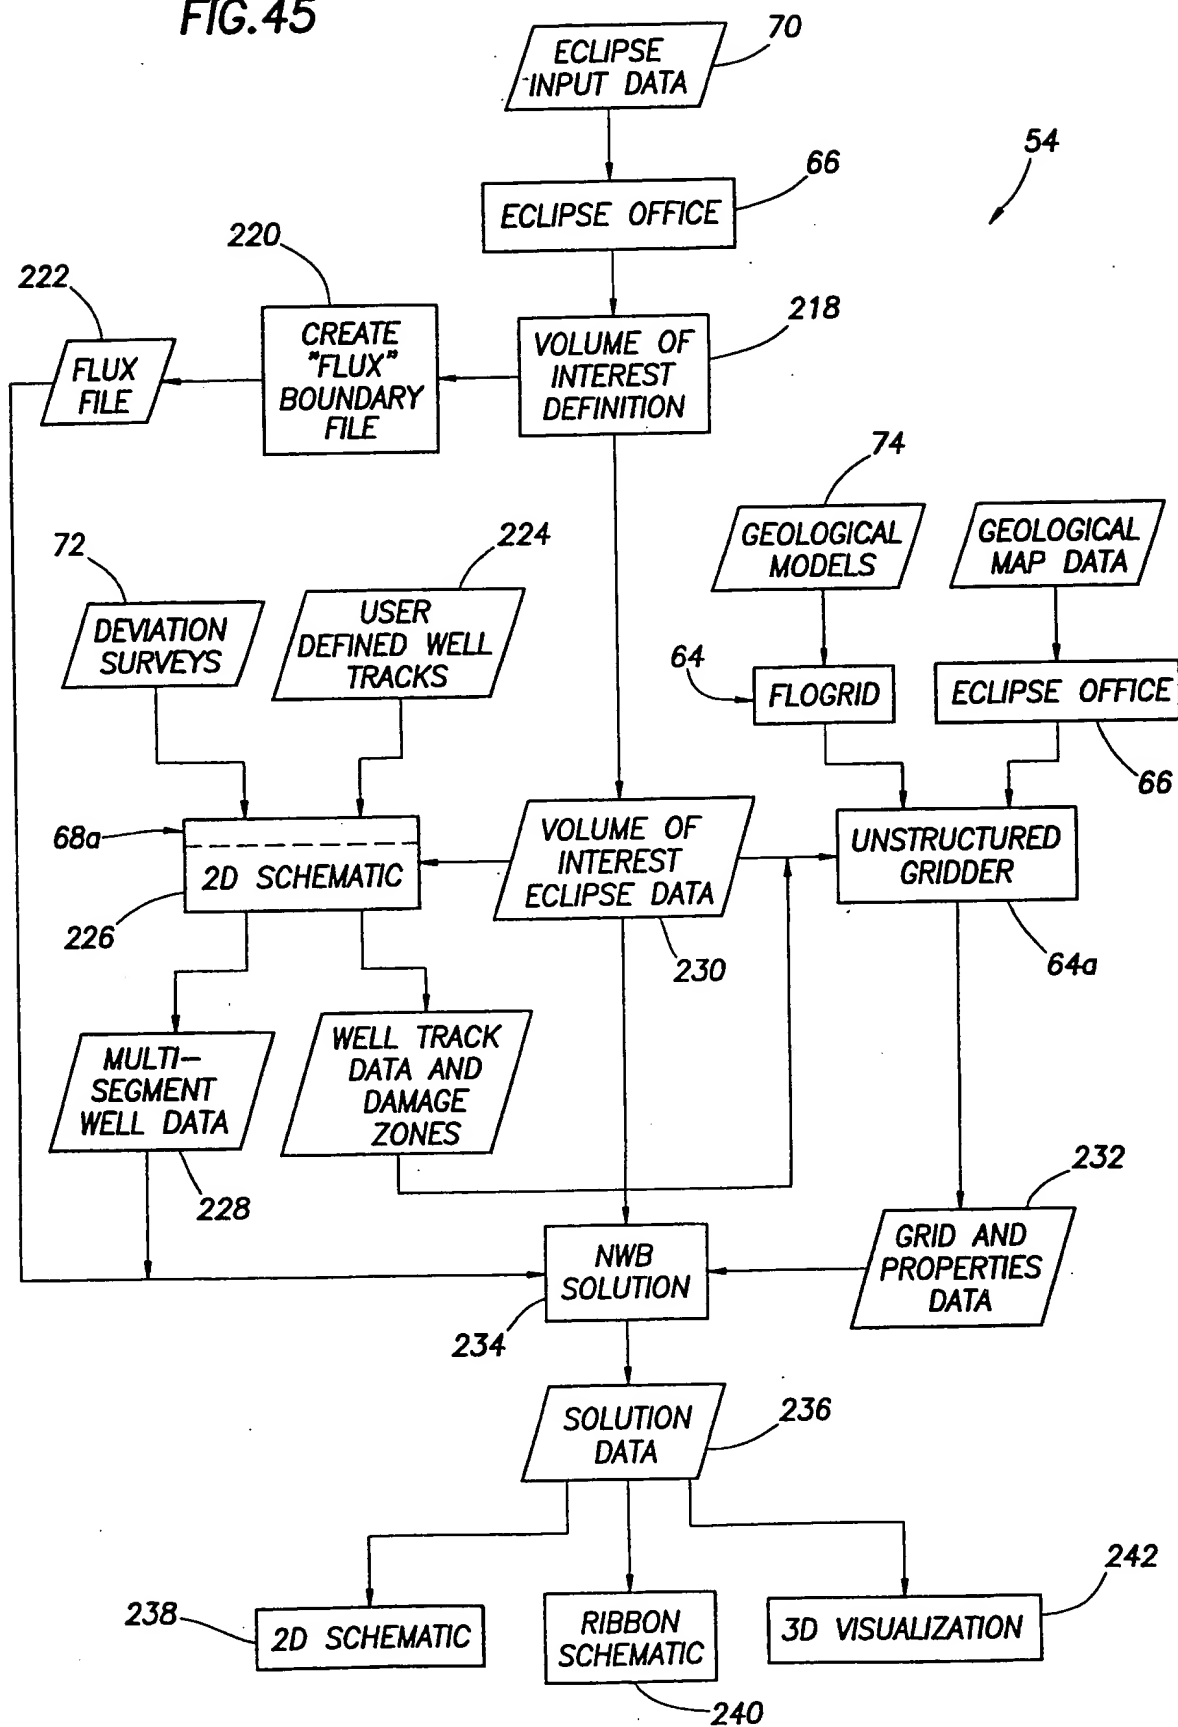 FIG.45
ECLIPSE
INPUT DATA
70
54
66
ECLIPSE OFFICE
220
222
218
CREATE
"FLUX"
BOUNDARY
FILE
VOLUME OF
INTEREST
DEFINITION
FLUX
FILE
74
72
224
GEOLOGICAL
MODELS
GEOLOGICAL
MAP DATA
DEVIATION
SURVEYS
USER
DEFINED WELL
TRACKS
64
FLOGRID
ECLIPSE OFFICE
66
68a
2D SCHEMATIC
226
VOLUME OF
INTEREST
ECLIPSE DATA
230
UNSTRUCTURED
GRIDDER
64a
MULTI-
SEGMENT
WELL DATA
228
WELL TRACK
DATA AND
DAMAGE
ZONES
232
GRID AND
PROPERTIES
DATA
NWB
SOLUTION
234
SOLUTION
DATA
236
238
2D SCHEMATIC
RIBBON
SCHEMATIC
240
3D VISUALIZATION
242